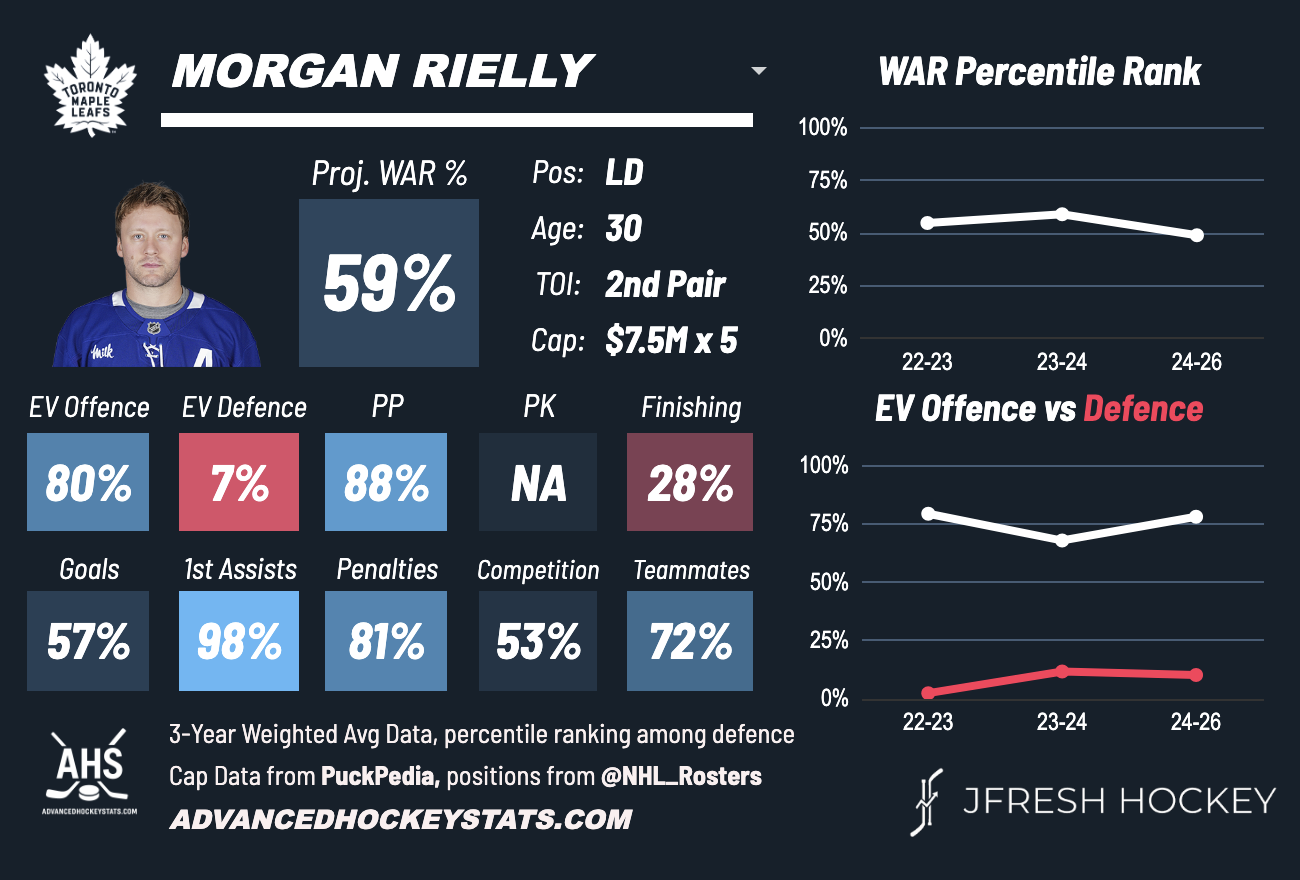 TORONTO
MAPLE
LEAFS
MORGAN RIELLY
Proj. WAR %
59%
Pos: LD
Age: 30
TOI: 2nd Pair
Cap: $7.5M x 5
Milk
A
EV Offence EV Defence PP PK Finishing
80% 7% 88% NA 28%
Goals 1st Assists Penalties Competition Teammates
57% 98% 81% 53% 72%
3-Year Weighted Avg Data, percentile ranking among defence
Cap Data from PuckPedia, positions from @NHL_Rosters
ADVANCEDHOCKEYSTATS.COM
AHS
ADVANCEDHOCKEYSTATS.COM
WAR Percentile Rank
100%
75%
50%
25%
0%
22-23 23-24 24-26
EV Offence vs Defence
100%
75%
50%
25%
0%
22-23 23-24 24-26
JFRESH HOCKEY